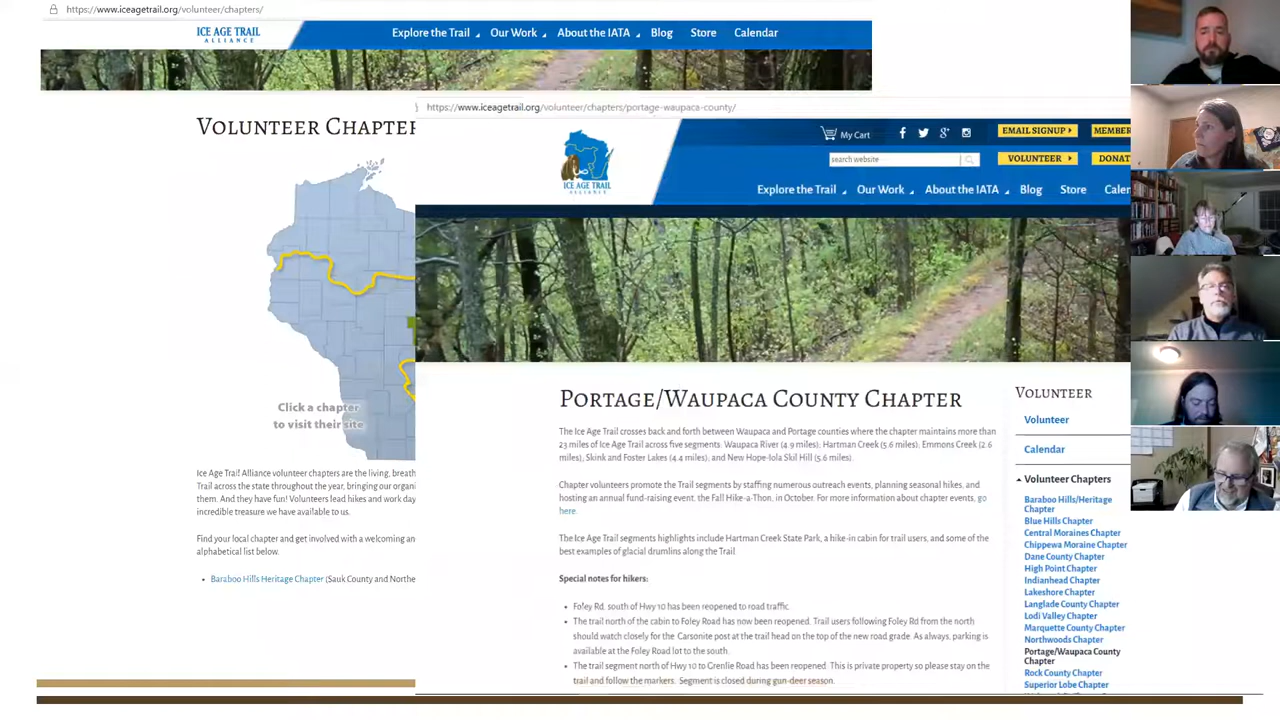 https://www.iceagetrail.org/volunteer/chapters/
ICE AGE TRAIL
ALLIANCE
Explore the Trail
Our Work
About the IATA
Blog
Store
Calendar
VOLUNTEER CHAPTER
Click a chapter
to visit their site
Ice Age Trail Alliance volunteer chapters are the living, breath
Trail across the state throughout the year, bringing our organi
them. And they have fun! Volunteers lead hikes and work day
incredible treasure we have available to us.
Find your local chapter and get involved with a welcoming an
alphabetical list below.
• Baraboo Hills Heritage Chapter (Sauk County and Northe
https://www.iceagetrail.org/volunteer/chapters/portage-waupaca-county/
ICE AGE TRAIL
ALLIANCE
My Cart
EMAIL SIGNUP
MEMBER
search website
VOLUNTEER
DONAT
Explore the Trail
Our Work
About the IATA
Blog
Store
Calen
PORTAGE/WAUPACA COUNTY CHAPTER
The Ice Age Trail crosses back and forth between Waupaca and Portage counties where the chapter maintains more than
23 miles of Ice Age Trail across five segments: Waupaca River (4.9 miles); Hartman Creek (5.6 miles); Emmons Creek (2.6
miles), Skink and Foster Lakes (4.4 miles); and New Hope-Iola Ski Hill (5.6 miles).
Chapter volunteers promote the Trail segments by staffing numerous outreach events, planning seasonal hikes, and
hosting an annual fund-raising event, the Fall Hike-a-Thon, in October. For more information about chapter events, go
here.
The Ice Age Trail segments highlights include Hartman Creek State Park, a hike-in cabin for trail users, and some of the
best examples of glacial drumlins along the Trail.
Special notes for hikers:
• Foley Rd. south of Hwy 10 has been reopened to road traffic.
• The trail north of the cabin to Foley Road has now been reopened. Trail users following Foley Rd from the north
should watch closely for the Carsonite post at the trail head on the top of the new road grade. As always, parking is
available at the Foley Road lot to the south.
• The trail segment north of Hwy 10 to Grenlie Road has been reopened. This is private property so please stay on the
trail and follow the markers. Segment is closed during gun-deer season.
VOLUNTEER
Volunteer
Calendar
Volunteer Chapters
Baraboo Hills/Heritage
Chapter
Blue Hills Chapter
Central Moraines Chapter
Chippewa Moraine Chapter
Dane County Chapter
High Point Chapter
Indianhead Chapter
Lakeshore Chapter
Langlade County Chapter
Lodi Valley Chapter
Marquette County Chapter
Northwoods Chapter
Portage/Waupaca County
Chapter
Rock County Chapter
Superior Lobe Chapter